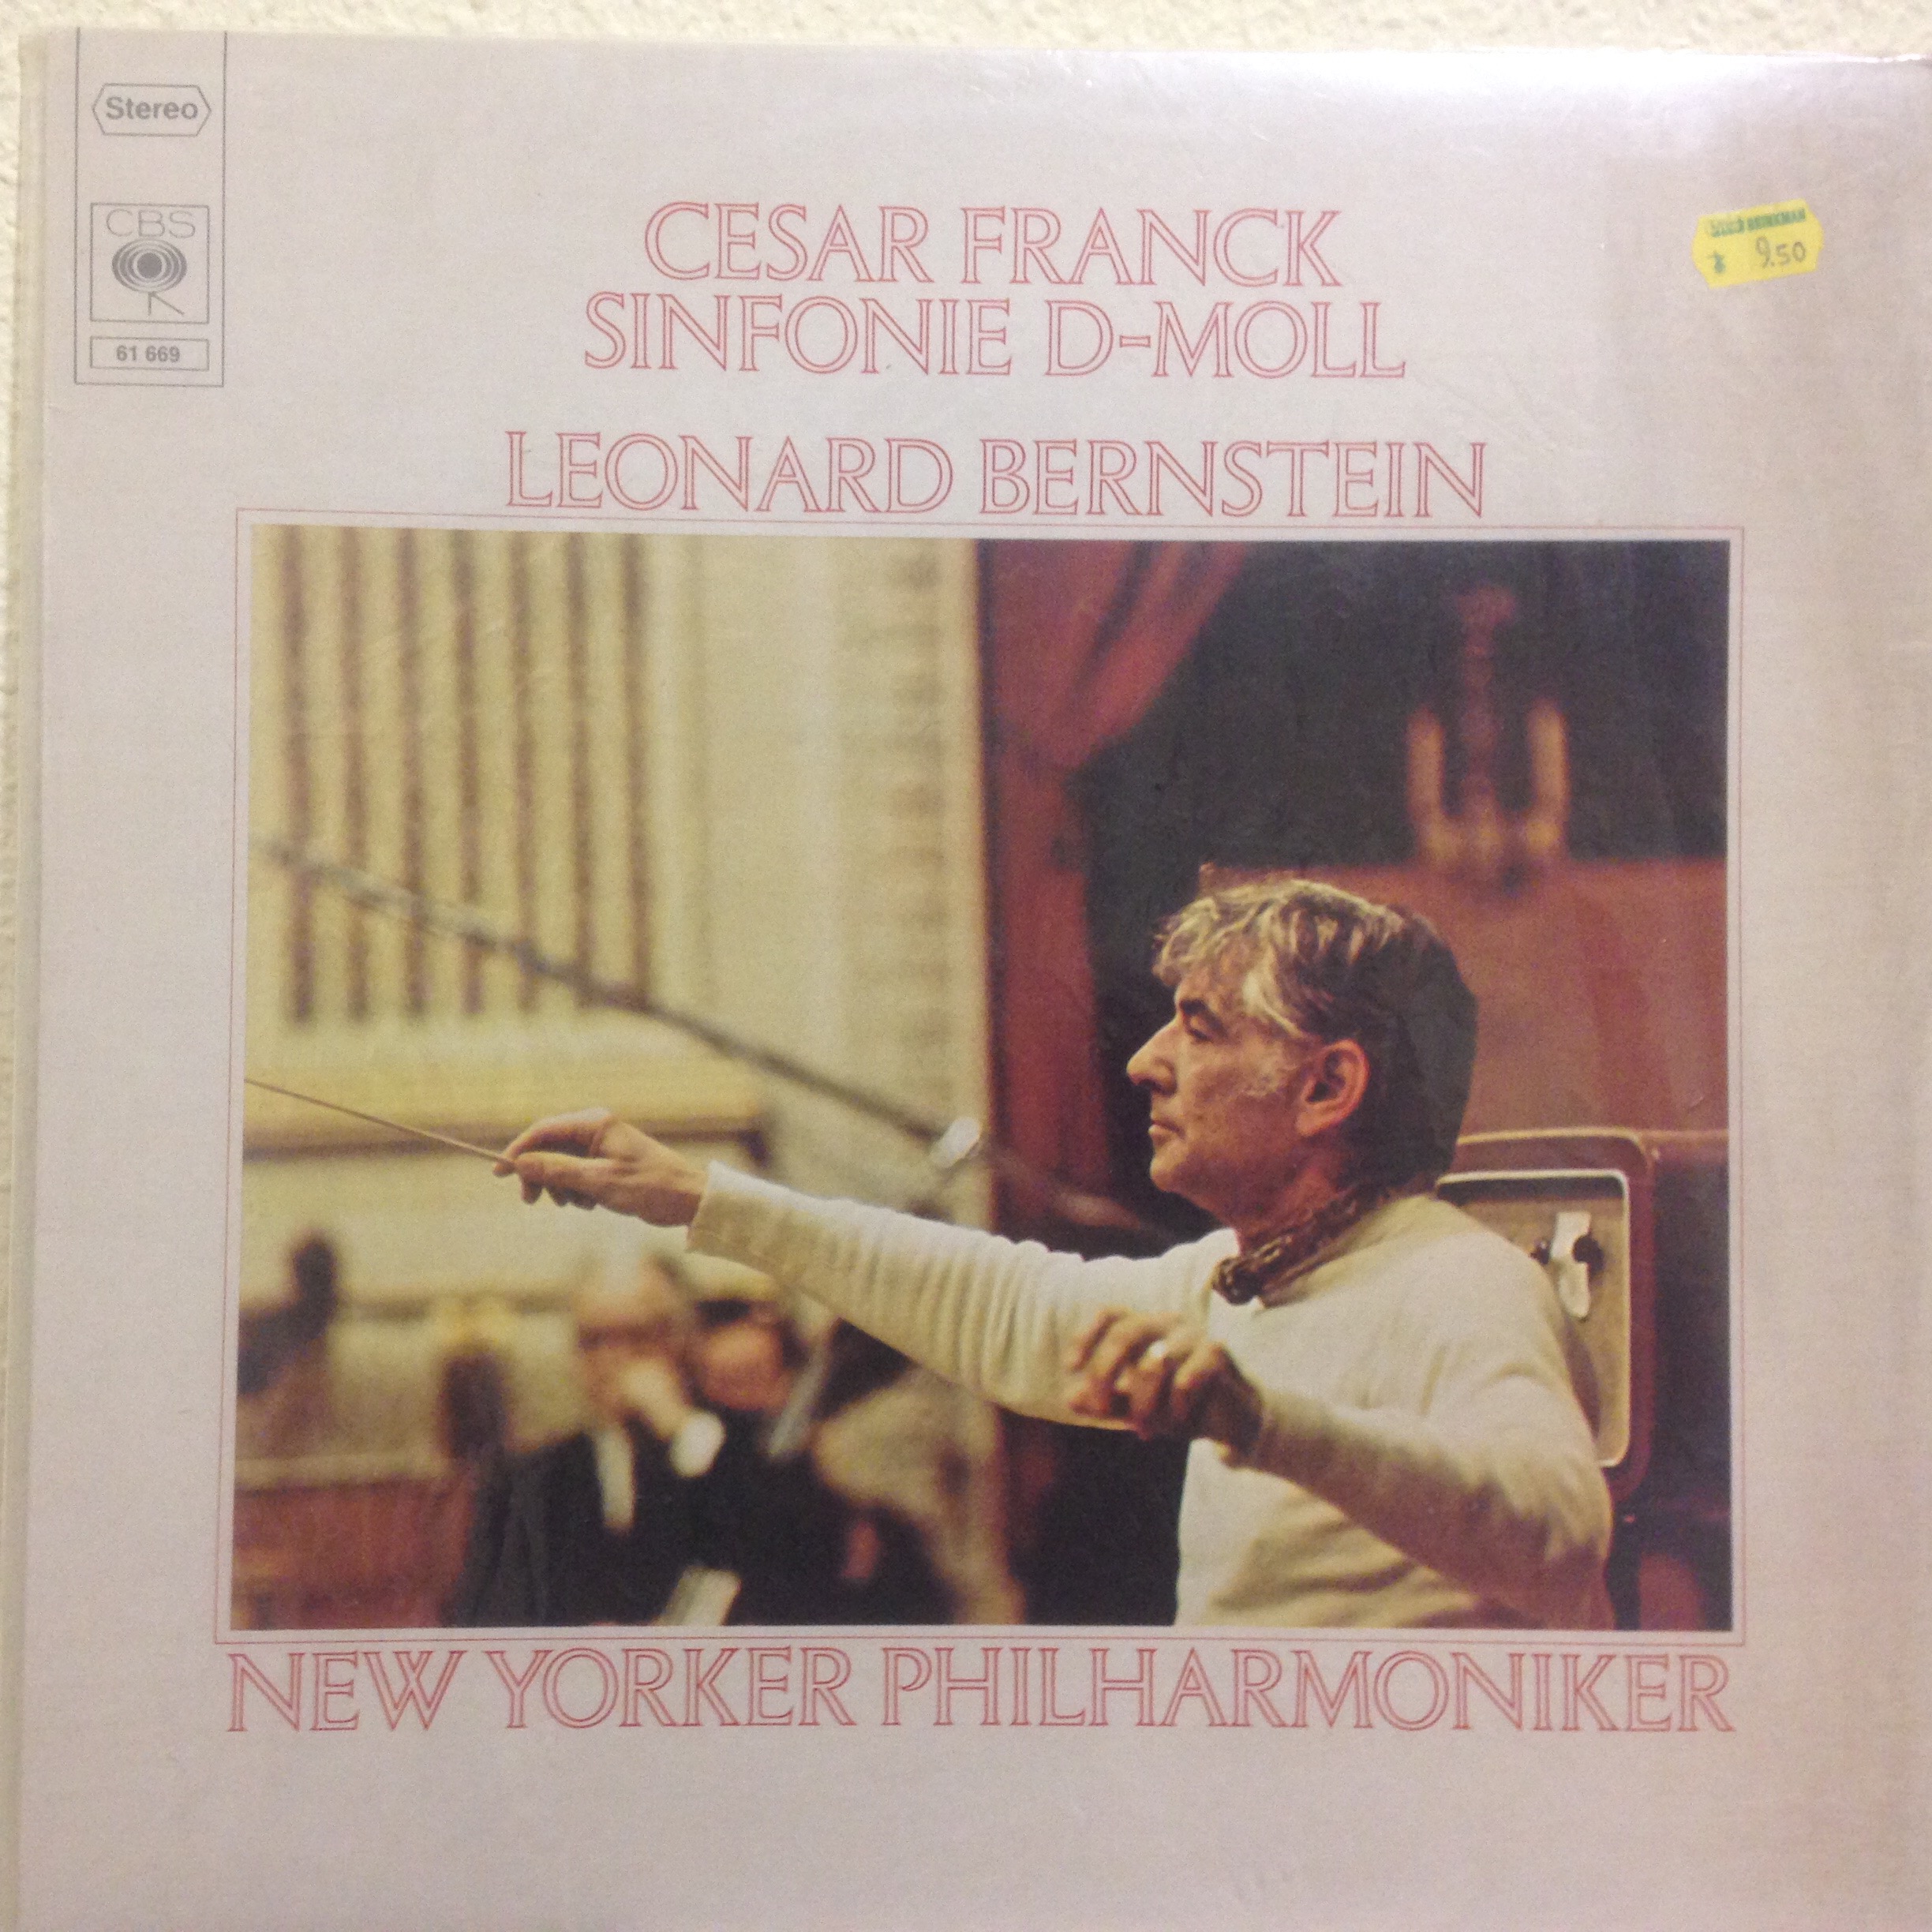 Stereo
CBS
61 669
CESAR FRANCK
SINFONIE D-MOLL
LEONARD BERNSTEIN
9.50
NEW YORKER PHILHARMONIKER